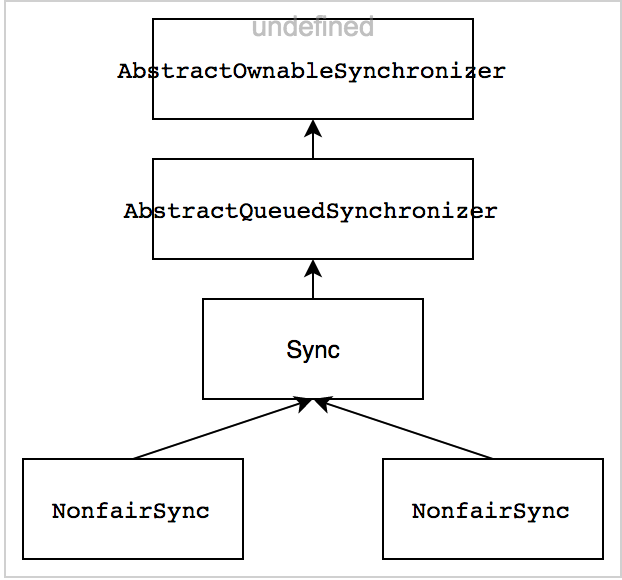 undefined
AbstractOwnableSynchronizer
AbstractQueuedSynchronizer
Sync
NonfairSync
NonfairSync